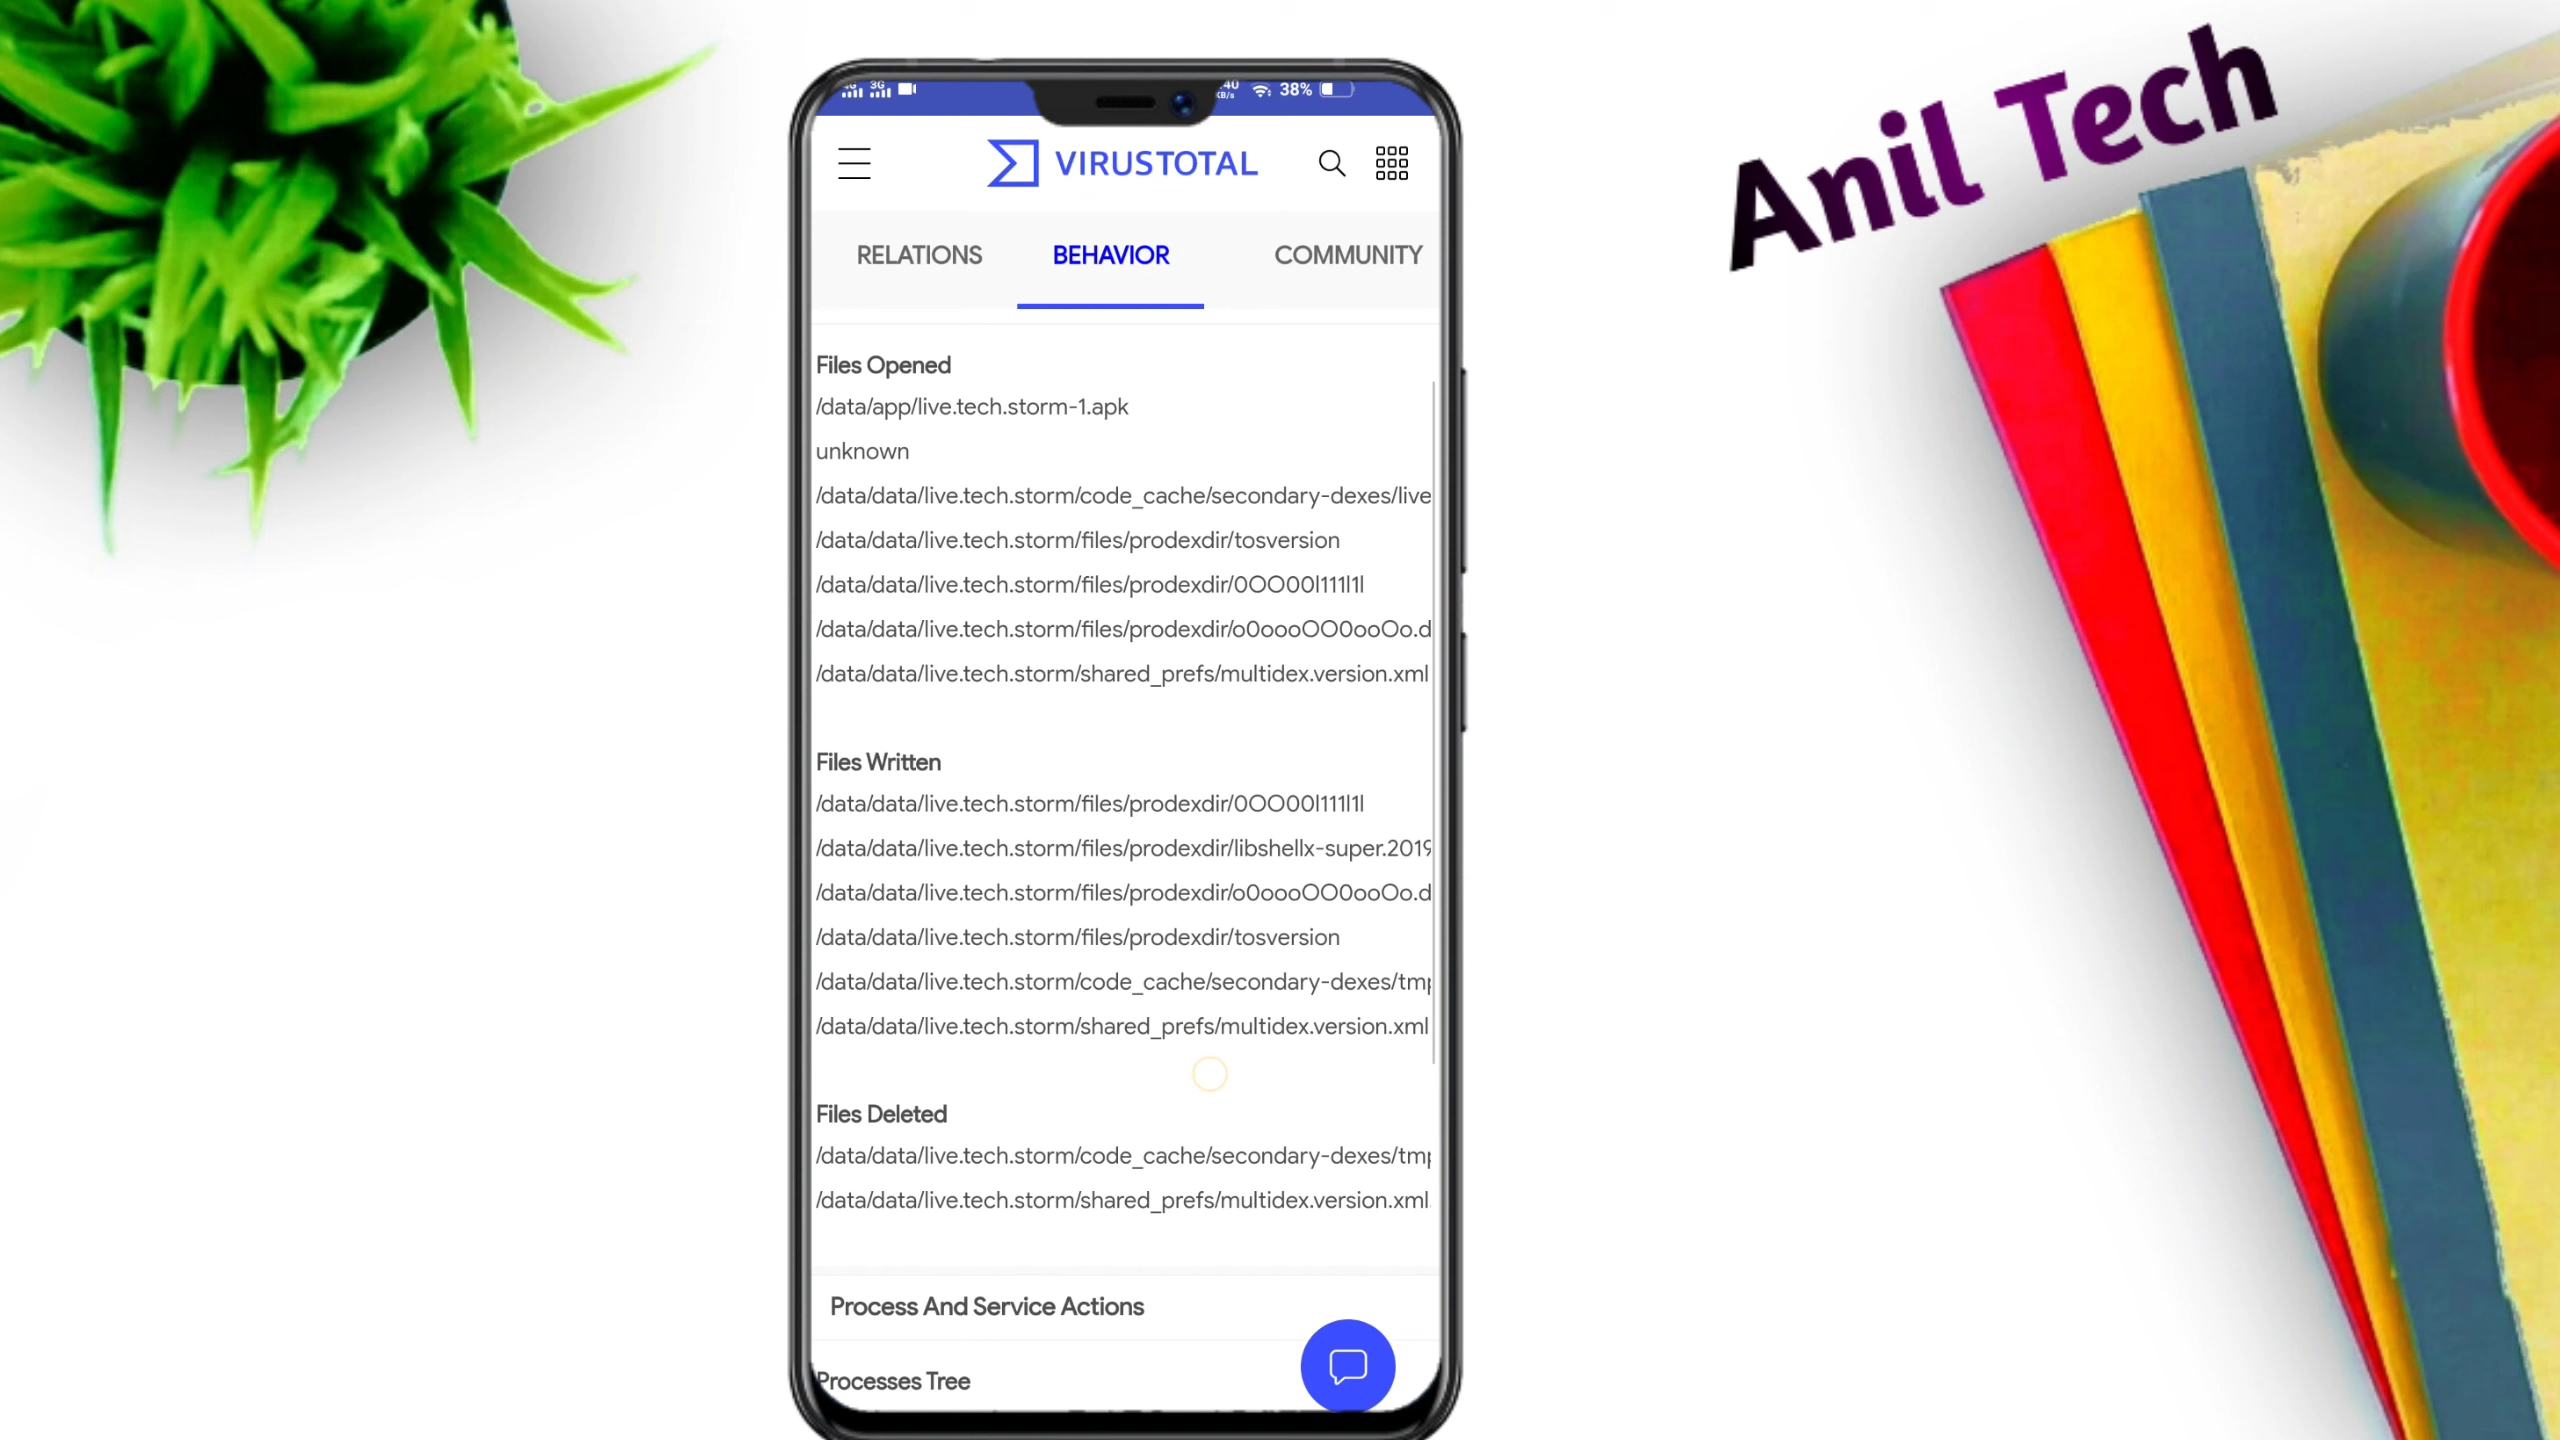 Anil Tech
3G
38%
VIRUSTOTAL
RELATIONS BEHAVIOR COMMUNITY
Files Opened
/data/app/live.tech.storm-1.apk
unknown
/data/data/live.tech.storm/code_cache/secondary-dexes/live
/data/data/live.tech.storm/files/prodexdir/tosversion
/data/data/live.tech.storm/files/prodexdir/0OO00l111l1l
/data/data/live.tech.storm/files/prodexdir/o0oooOO0ooOo.d
/data/data/live.tech.storm/shared_prefs/multidex.version.xml
Files Written
/data/data/live.tech.storm/files/prodexdir/0OO00l111l1l
/data/data/live.tech.storm/files/prodexdir/libshellx-super.2019
/data/data/live.tech.storm/files/prodexdir/o0oooOO0ooOo.d
/data/data/live.tech.storm/files/prodexdir/tosversion
/data/data/live.tech.storm/code_cache/secondary-dexes/tmp
/data/data/live.tech.storm/shared_prefs/multidex.version.xml
Files Deleted
/data/data/live.tech.storm/code_cache/secondary-dexes/tmp
/data/data/live.tech.storm/shared_prefs/multidex.version.xml.
Process And Service Actions
Processes Tree